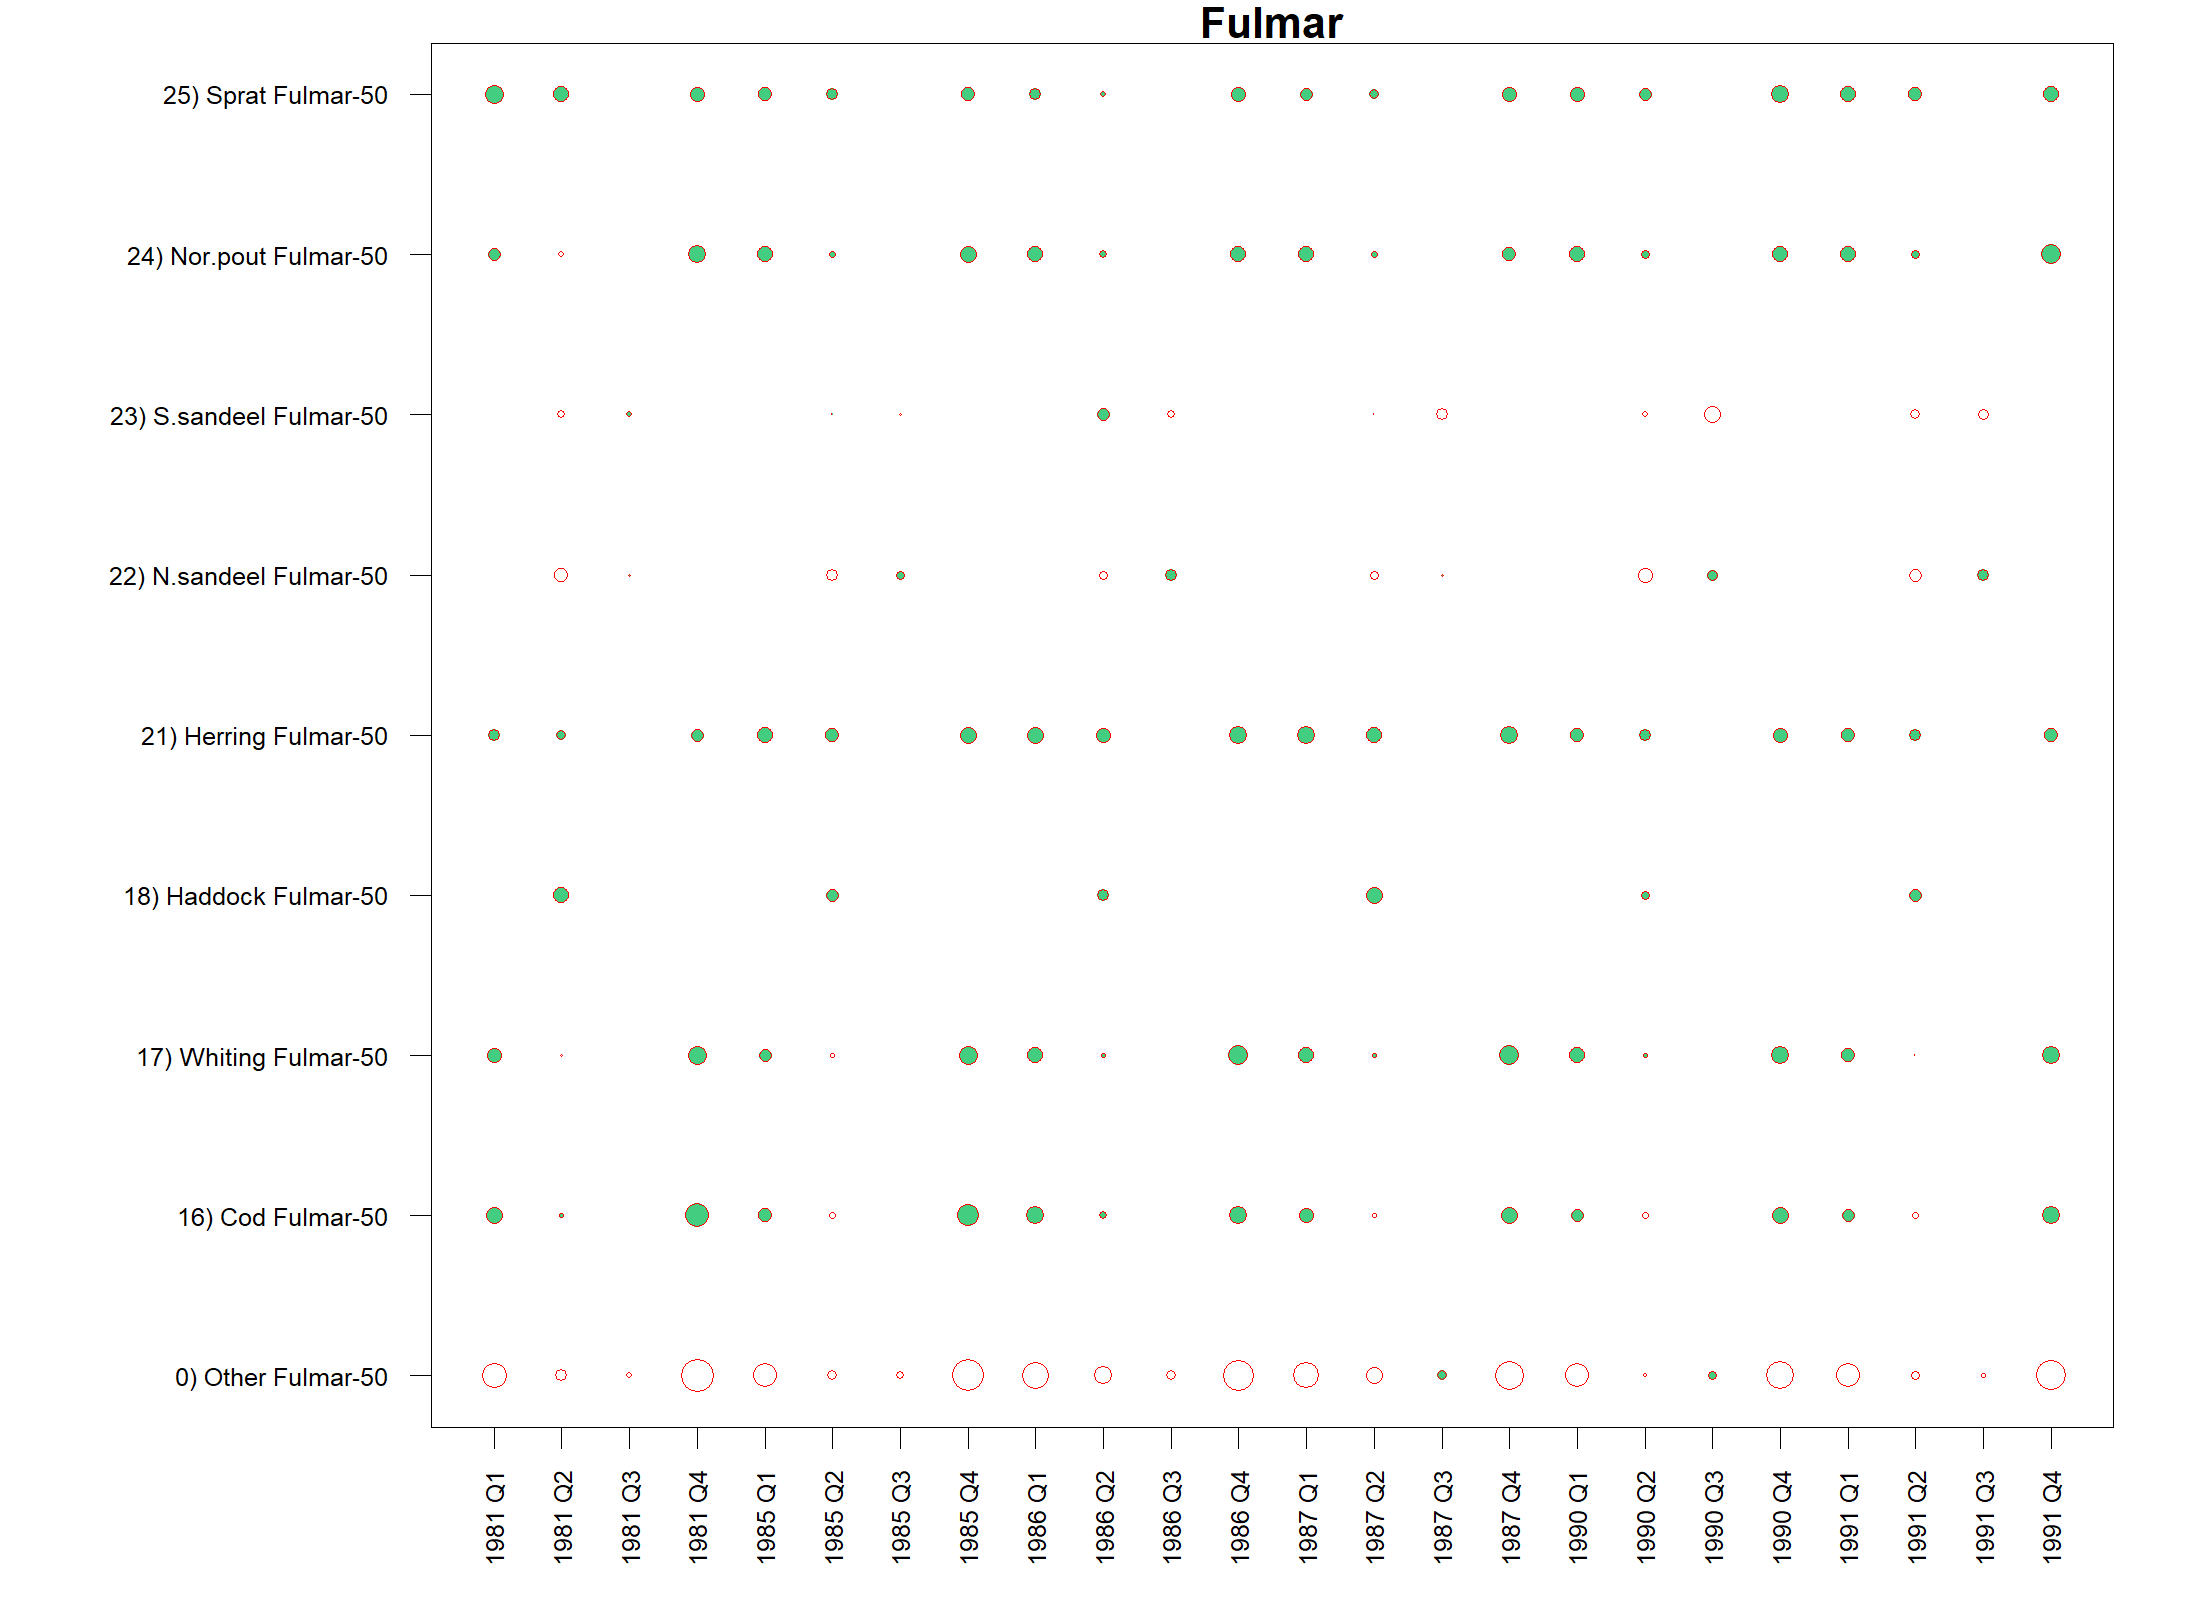 Fulmar
25) Sprat Fulmar-50
24) Nor.pout Fulmar-50
23) S.sandeel Fulmar-50
22) N.sandeel Fulmar-50
21) Herring Fulmar-50
18) Haddock Fulmar-50
17) Whiting Fulmar-50
16) Cod Fulmar-50
0) Other Fulmar-50
1981 Q1
1981 Q2
1981 Q3
1981 Q4
1985 Q1
1985 Q2
1985 Q3
1985 Q4
1986 Q1
1986 Q2
1986 Q3
1986 Q4
1987 Q1
1987 Q2
1987 Q3
1987 Q4
1990 Q1
1990 Q2
1990 Q3
1990 Q4
1991 Q1
1991 Q2
1991 Q3
1991 Q4